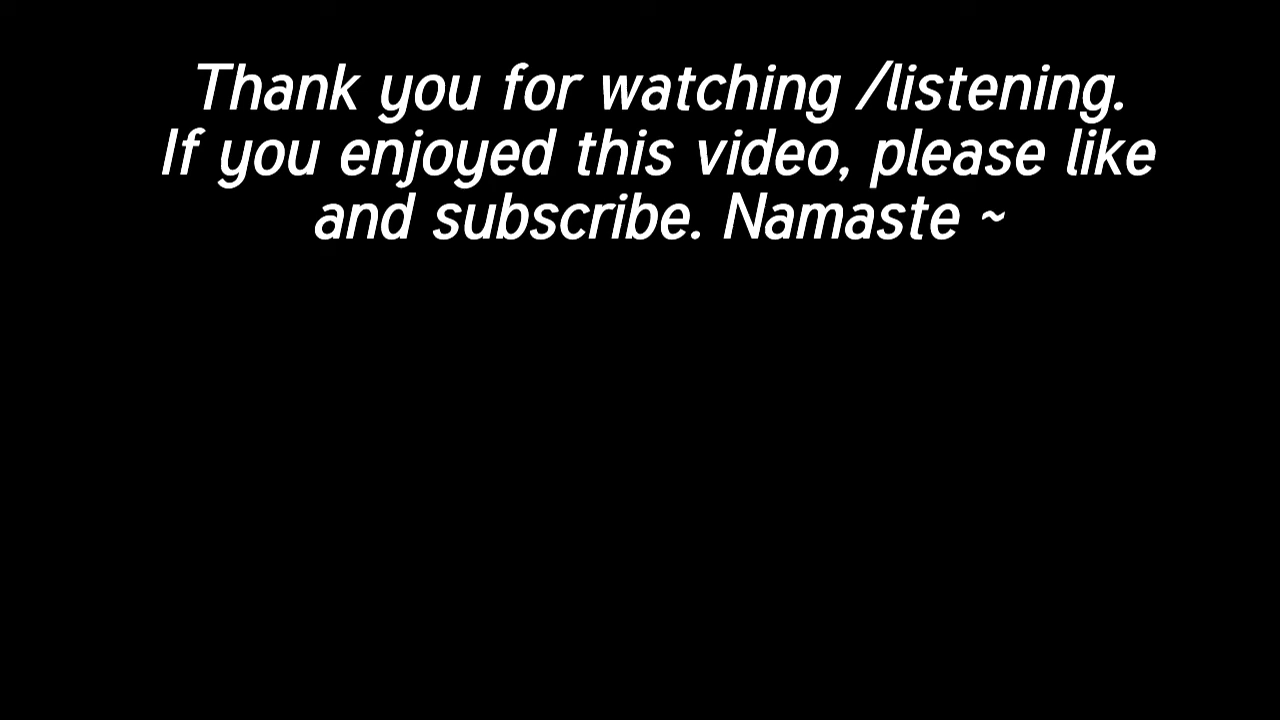 Thank you for watching /listening.
If you enjoyed this video, please like
and subscribe. Namaste ~